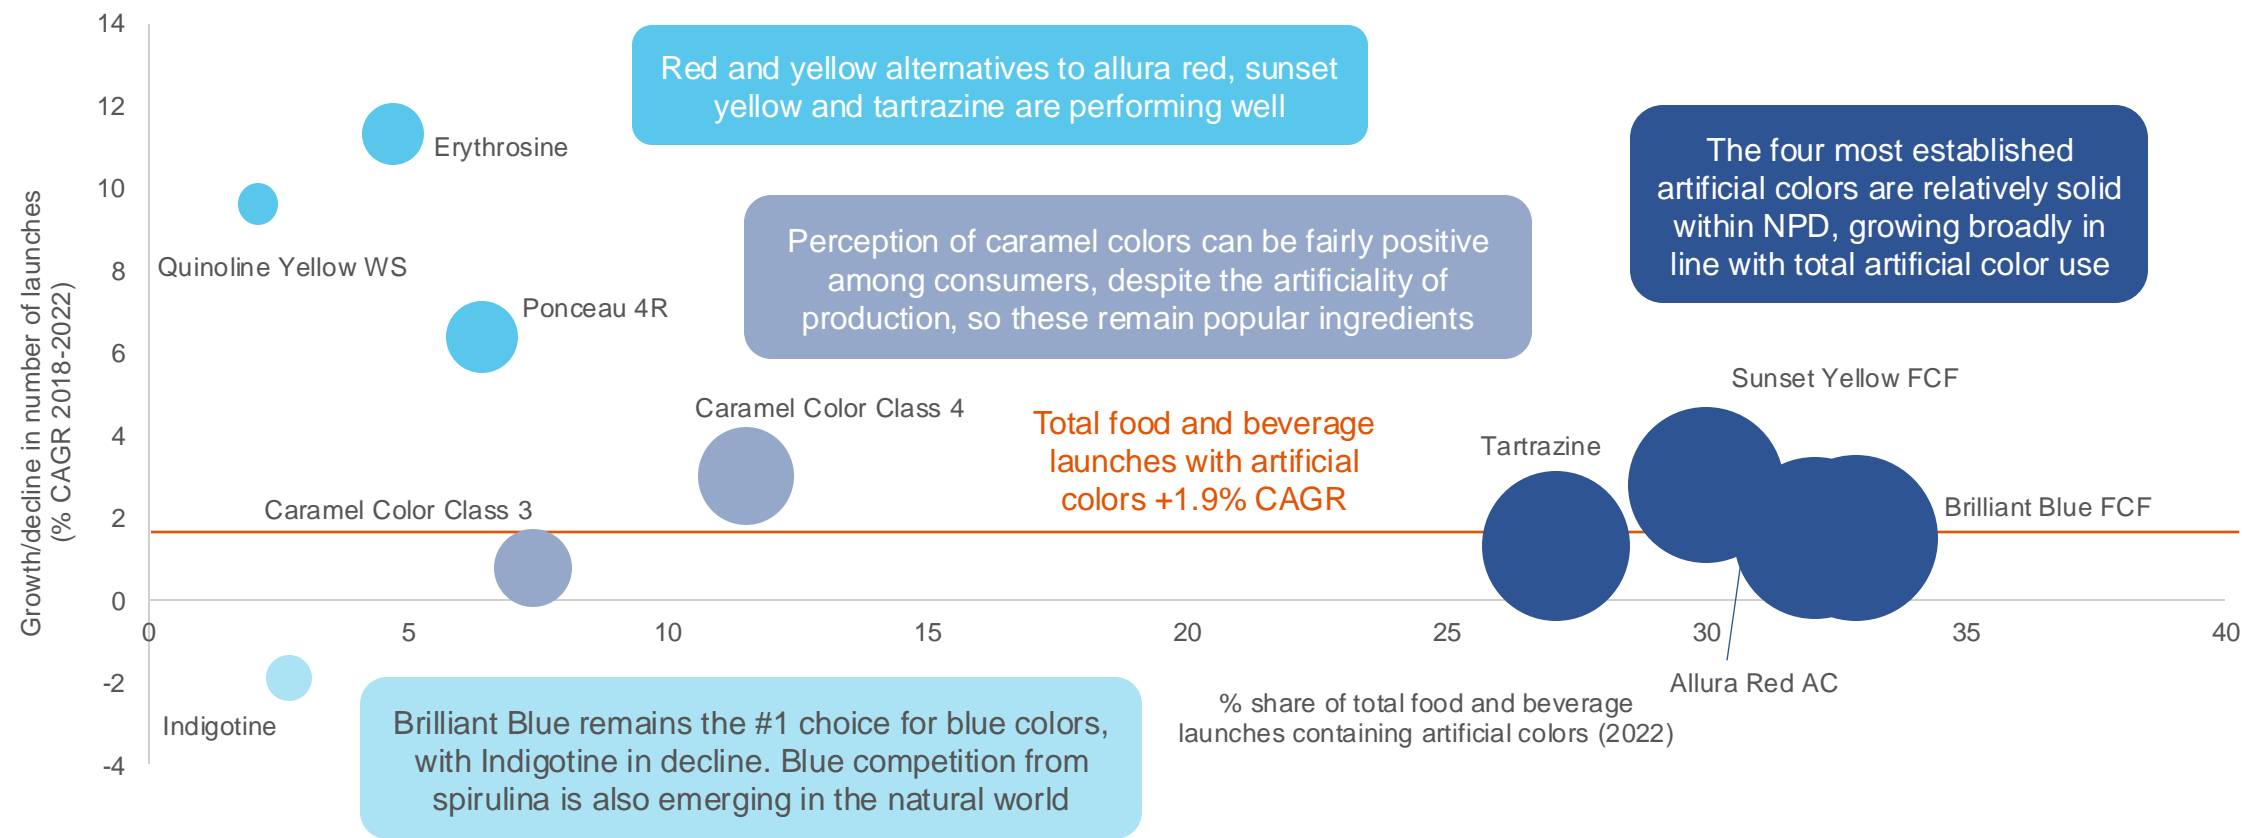 Growth/decline in number of launches
(% CAGR 2018-2022)
14
12
10
8
6
4
2
0
-2
-4
Red and yellow alternatives to allura red, sunset
yellow and tartrazine are performing well
The four most established
artificial colors are relatively solid
within NPD, growing broadly in
line with total artificial color use
Erythrosine
Quinoline Yellow WS
Perception of caramel colors can be fairly positive
among consumers, despite the artificiality of
production, so these remain popular ingredients
Ponceau 4R
Sunset Yellow FCF
Caramel Color Class 4
Total food and beverage
launches with artificial
colors +1.9% CAGR
Tartrazine
Caramel Color Class 3
Brilliant Blue FCF
0
5
10
15
20
25
30
35
40
Allura Red AC
% share of total food and beverage
launches containing artificial colors (2022)
Indigotine
Brilliant Blue remains the #1 choice for blue colors,
with Indigotine in decline. Blue competition from
spirulina is also emerging in the natural world